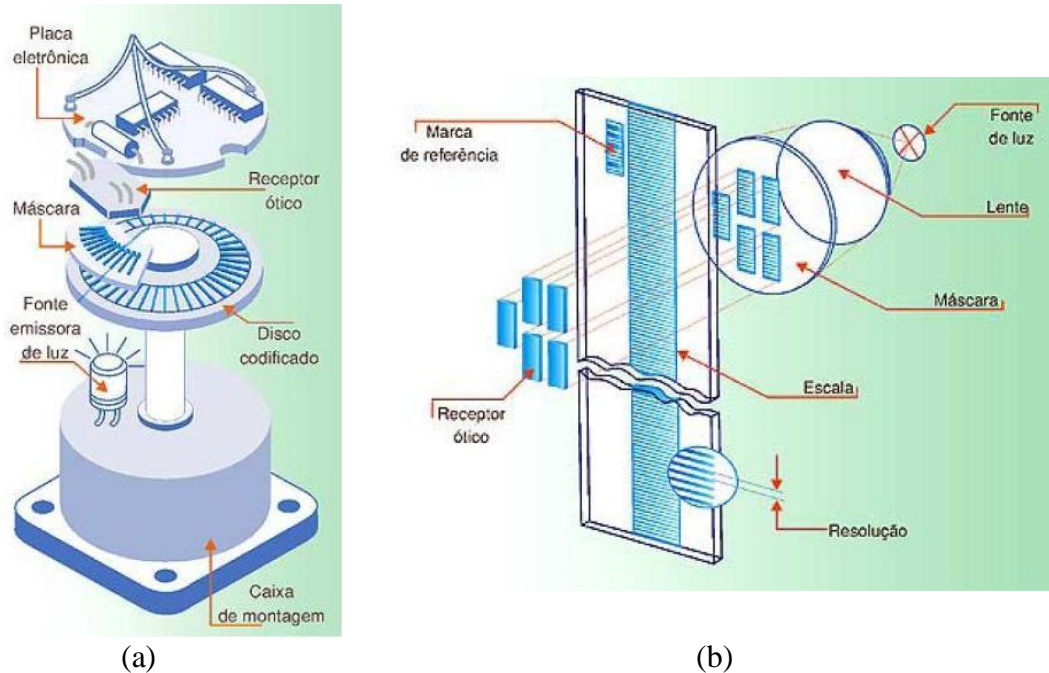 Placa
eletrônica
Receptor
ótico
Máscara
Fonte
emissora
de luz
Disco
codificado
Caixa
de montagem
(a)
Marca
de referência
Fonte
de luz
Lente
Máscara
Escala
Receptor
ótico
Resolução
(b)